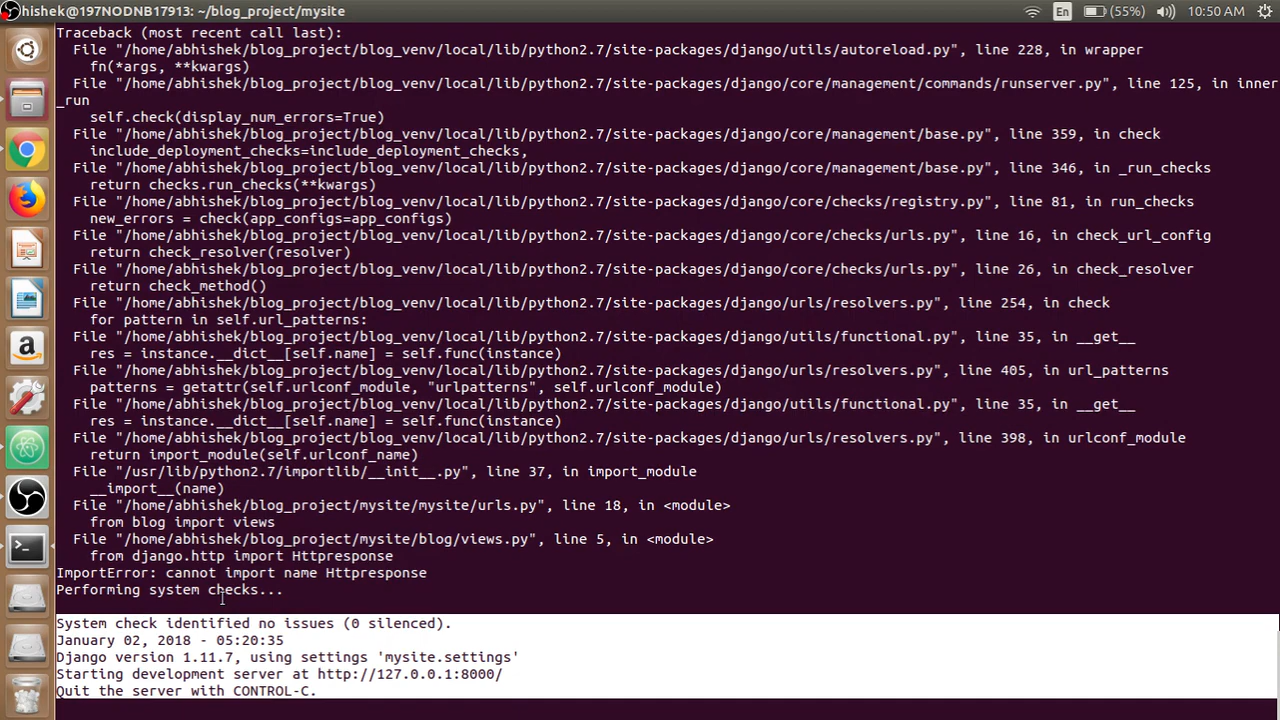 hishek@197NODNB17913: ~/blog_project/mysite
En
(55%)
10:50 AM
Traceback (most recent call last):
File "/home/abhishek/blog_project/blog_venv/local/lib/python2.7/site-packages/django/utils/autoreload.py", line 228, in wrapper
fn(*args, **kwargs)
File "/home/abhishek/blog_project/blog_venv/local/lib/python2.7/site-packages/django/core/management/commands/runserver.py", line 125, in inner
_run
self.check(display_num_errors=True)
File "/home/abhishek/blog_project/blog_venv/local/lib/python2.7/site-packages/django/core/management/base.py", line 359, in check
include_deployment_checks=include_deployment_checks,
File "/home/abhishek/blog_project/blog_venv/local/lib/python2.7/site-packages/django/core/management/base.py", line 346, in _run_checks
return checks.run_checks(**kwargs)
File "/home/abhishek/blog_project/blog_venv/local/lib/python2.7/site-packages/django/core/checks/registry.py", line 81, in run_checks
new_errors = check(app_configs=app_configs)
File "/home/abhishek/blog_project/blog_venv/local/lib/python2.7/site-packages/django/core/checks/urls.py", line 16, in check_url_config
return check_resolver(resolver)
File "/home/abhishek/blog_project/blog_venv/local/lib/python2.7/site-packages/django/core/checks/urls.py", line 26, in check_resolver
return check_method()
File "/home/abhishek/blog_project/blog_venv/local/lib/python2.7/site-packages/django/urls/resolvers.py", line 254, in check
for pattern in self.url_patterns:
File "/home/abhishek/blog_project/blog_venv/local/lib/python2.7/site-packages/django/utils/functional.py", line 35, in __get__
res = instance.__dict__[self.name] = self.func(instance)
File "/home/abhishek/blog_project/blog_venv/local/lib/python2.7/site-packages/django/urls/resolvers.py", line 405, in url_patterns
patterns = getattr(self.urlconf_module, "urlpatterns", self.urlconf_module)
File "/home/abhishek/blog_project/blog_venv/local/lib/python2.7/site-packages/django/utils/functional.py", line 35, in __get__
res = instance.__dict__[self.name] = self.func(instance)
File "/home/abhishek/blog_project/blog_venv/local/lib/python2.7/site-packages/django/urls/resolvers.py", line 398, in urlconf_module
return import_module(self.urlconf_name)
File "/usr/lib/python2.7/importlib/__init__.py", line 37, in import_module
__import__(name)
File "/home/abhishek/blog_project/mysite/mysite/urls.py", line 18, in <module>
from blog import views
File "/home/abhishek/blog_project/mysite/blog/views.py", line 5, in <module>
from django.http import Httpresponse
ImportError: cannot import name Httpresponse
Performing system checks...
System check identified no issues (0 silenced).
January 02, 2018 - 05:20:35
Django version 1.11.7, using settings 'mysite.settings'
Starting development server at http://127.0.0.1:8000/
Quit the server with CONTROL-C.